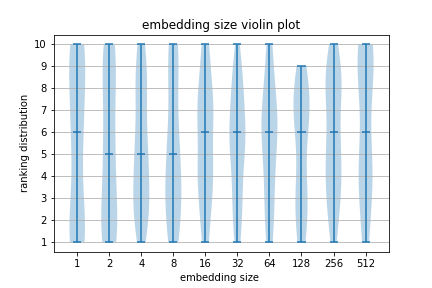 embedding size violin plot
ranking distribution
10
9
8
7
6
5
4
3
2
1
1 2 4 8 16 32 64 128 256 512
embedding size